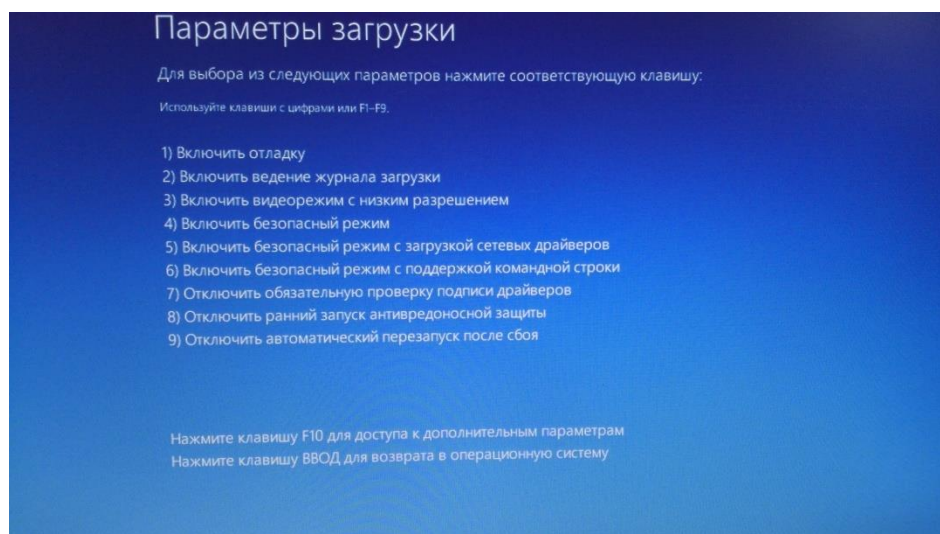 Параметры загрузки
Для выбора из следующих параметров нажмите соответствующую клавишу:
Используйте клавиши с цифрами или F1–F9.
1) Включить отладку
2) Включить ведение журнала загрузки
3) Включить видеорежим с низким разрешением
4) Включить безопасный режим
5) Включить безопасный режим с загрузкой сетевых драйверов
6) Включить безопасный режим с поддержкой командной строки
7) Отключить обязательную проверку подписи драйверов
8) Отключить ранний запуск антивредоносной защиты
9) Отключить автоматический перезапуск после сбоя
Нажмите клавишу F10 для доступа к дополнительным параметрам
Нажмите клавишу ВВОД для возврата в операционную систему